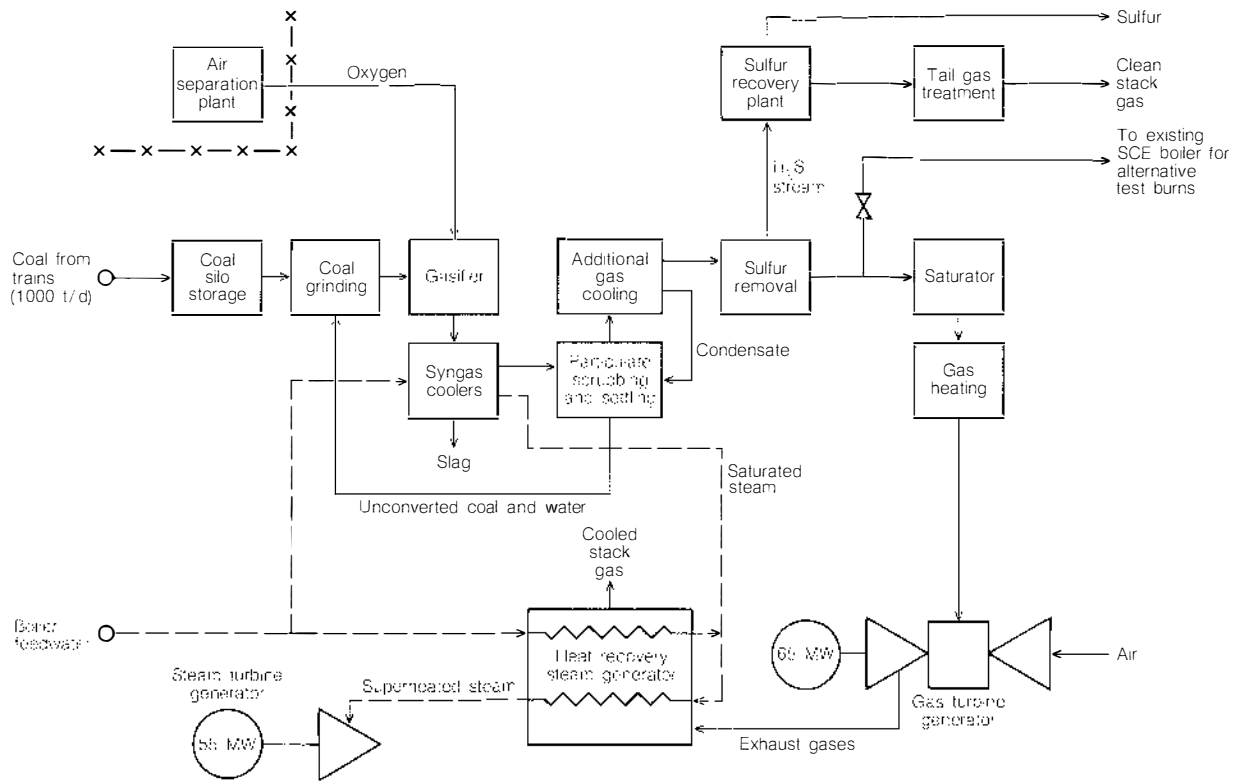 Air
separation
plant
Oxygen
Sulfur
recovery
plant
Tail gas
treatment
Sulfur
Clean
stack
gas
To existing
SCE boiler for
alternative
test burns
H₂S
stream
Coal from
trains
(1000 t/d)
Coal
silo
storage
Coal
grinding
Gasifier
Additional
gas
cooling
Sulfur
removal
Saturator
Condensate
Syngas
coolers
Particulate
scrubbing
and settling
Gas
heating
Slag
Saturated
steam
Unconverted coal and water
Cooled
stack
gas
Boiler
feedwater
Heat recovery
steam generator
65 MW
Air
Steam turbine
generator
Superheated steam
Gas turbine
generator
55 MW
Exhaust gases